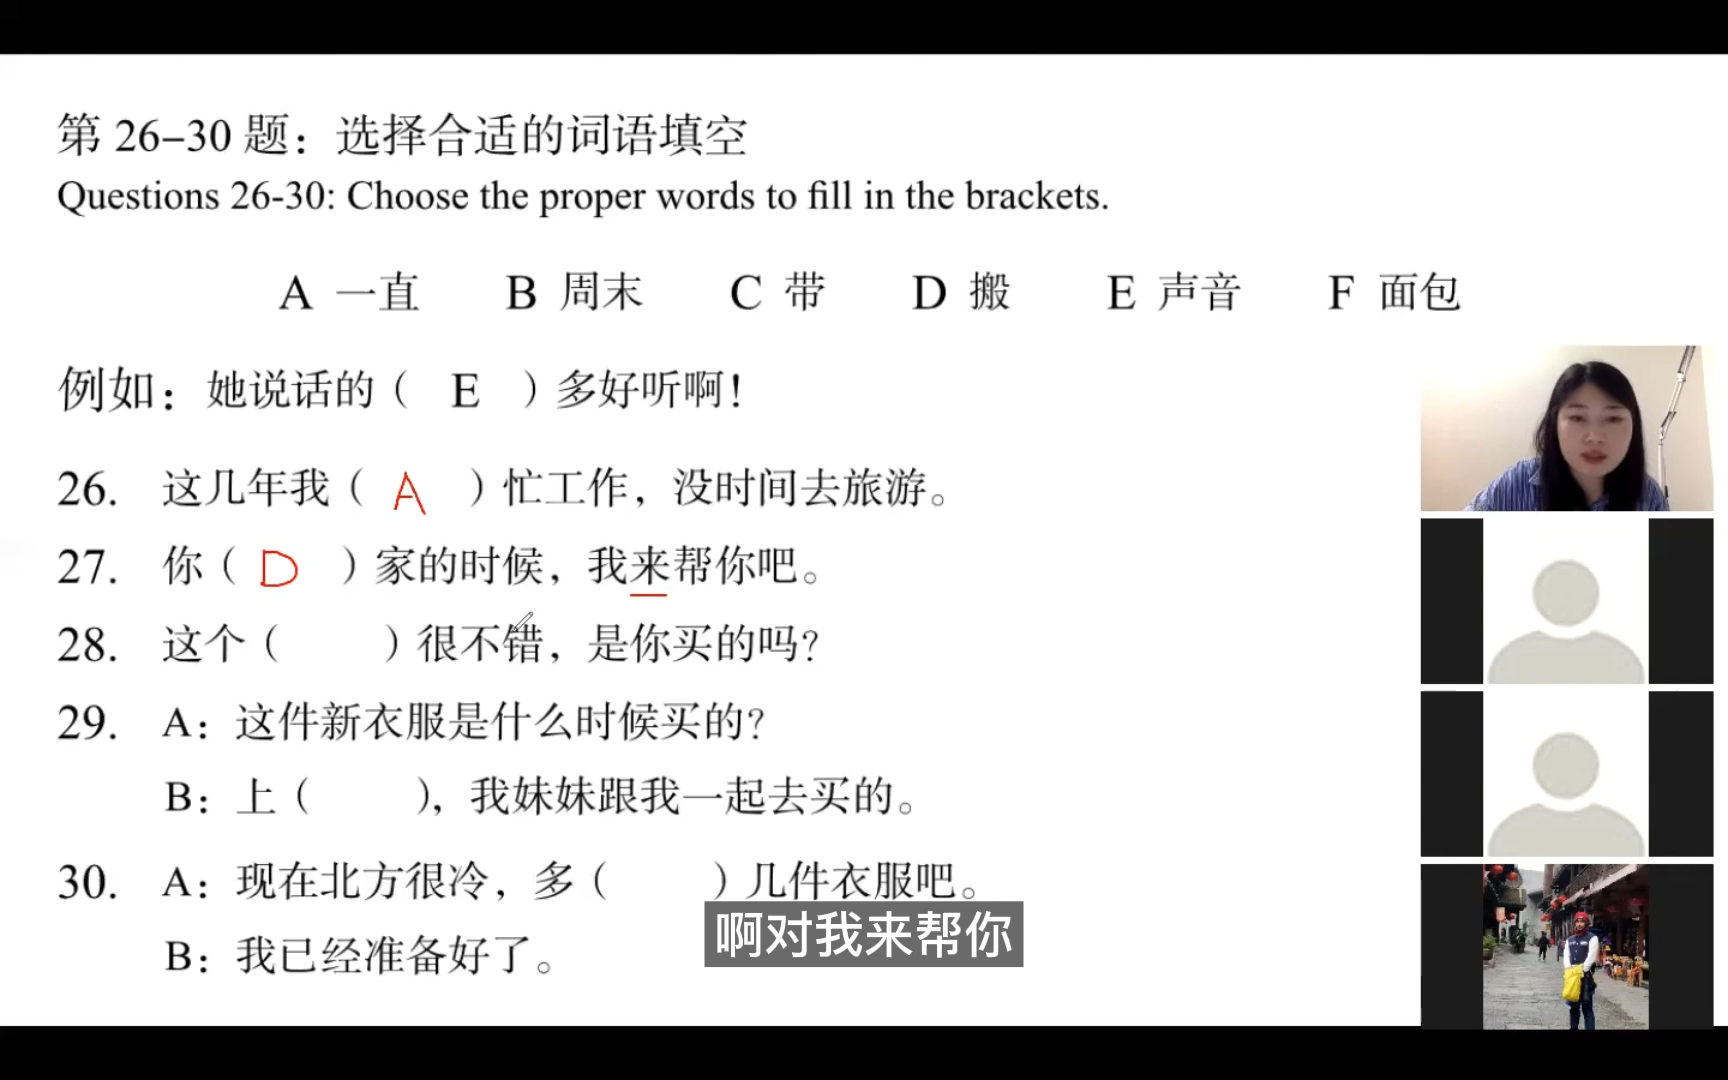 第 26–30 题：选择合适的词语填空
Questions 26-30: Choose the proper words to fill in the brackets.
A 一直 B 周末 C 带 D 搬 E 声音 F 面包
例如：她说话的（ E ）多好听啊！
26. 这几年我（ A ）忙工作，没时间去旅游。
27. 你（ D ）家的时候，我来帮你吧。
28. 这个（ ）很不错，是你买的吗？
29. A：这件新衣服是什么时候买的？
B：上（ ），我妹妹跟我一起去买的。
30. A：现在北方很冷，多（ ）几件衣服吧。
B：我已经准备好了。
啊对我来帮你